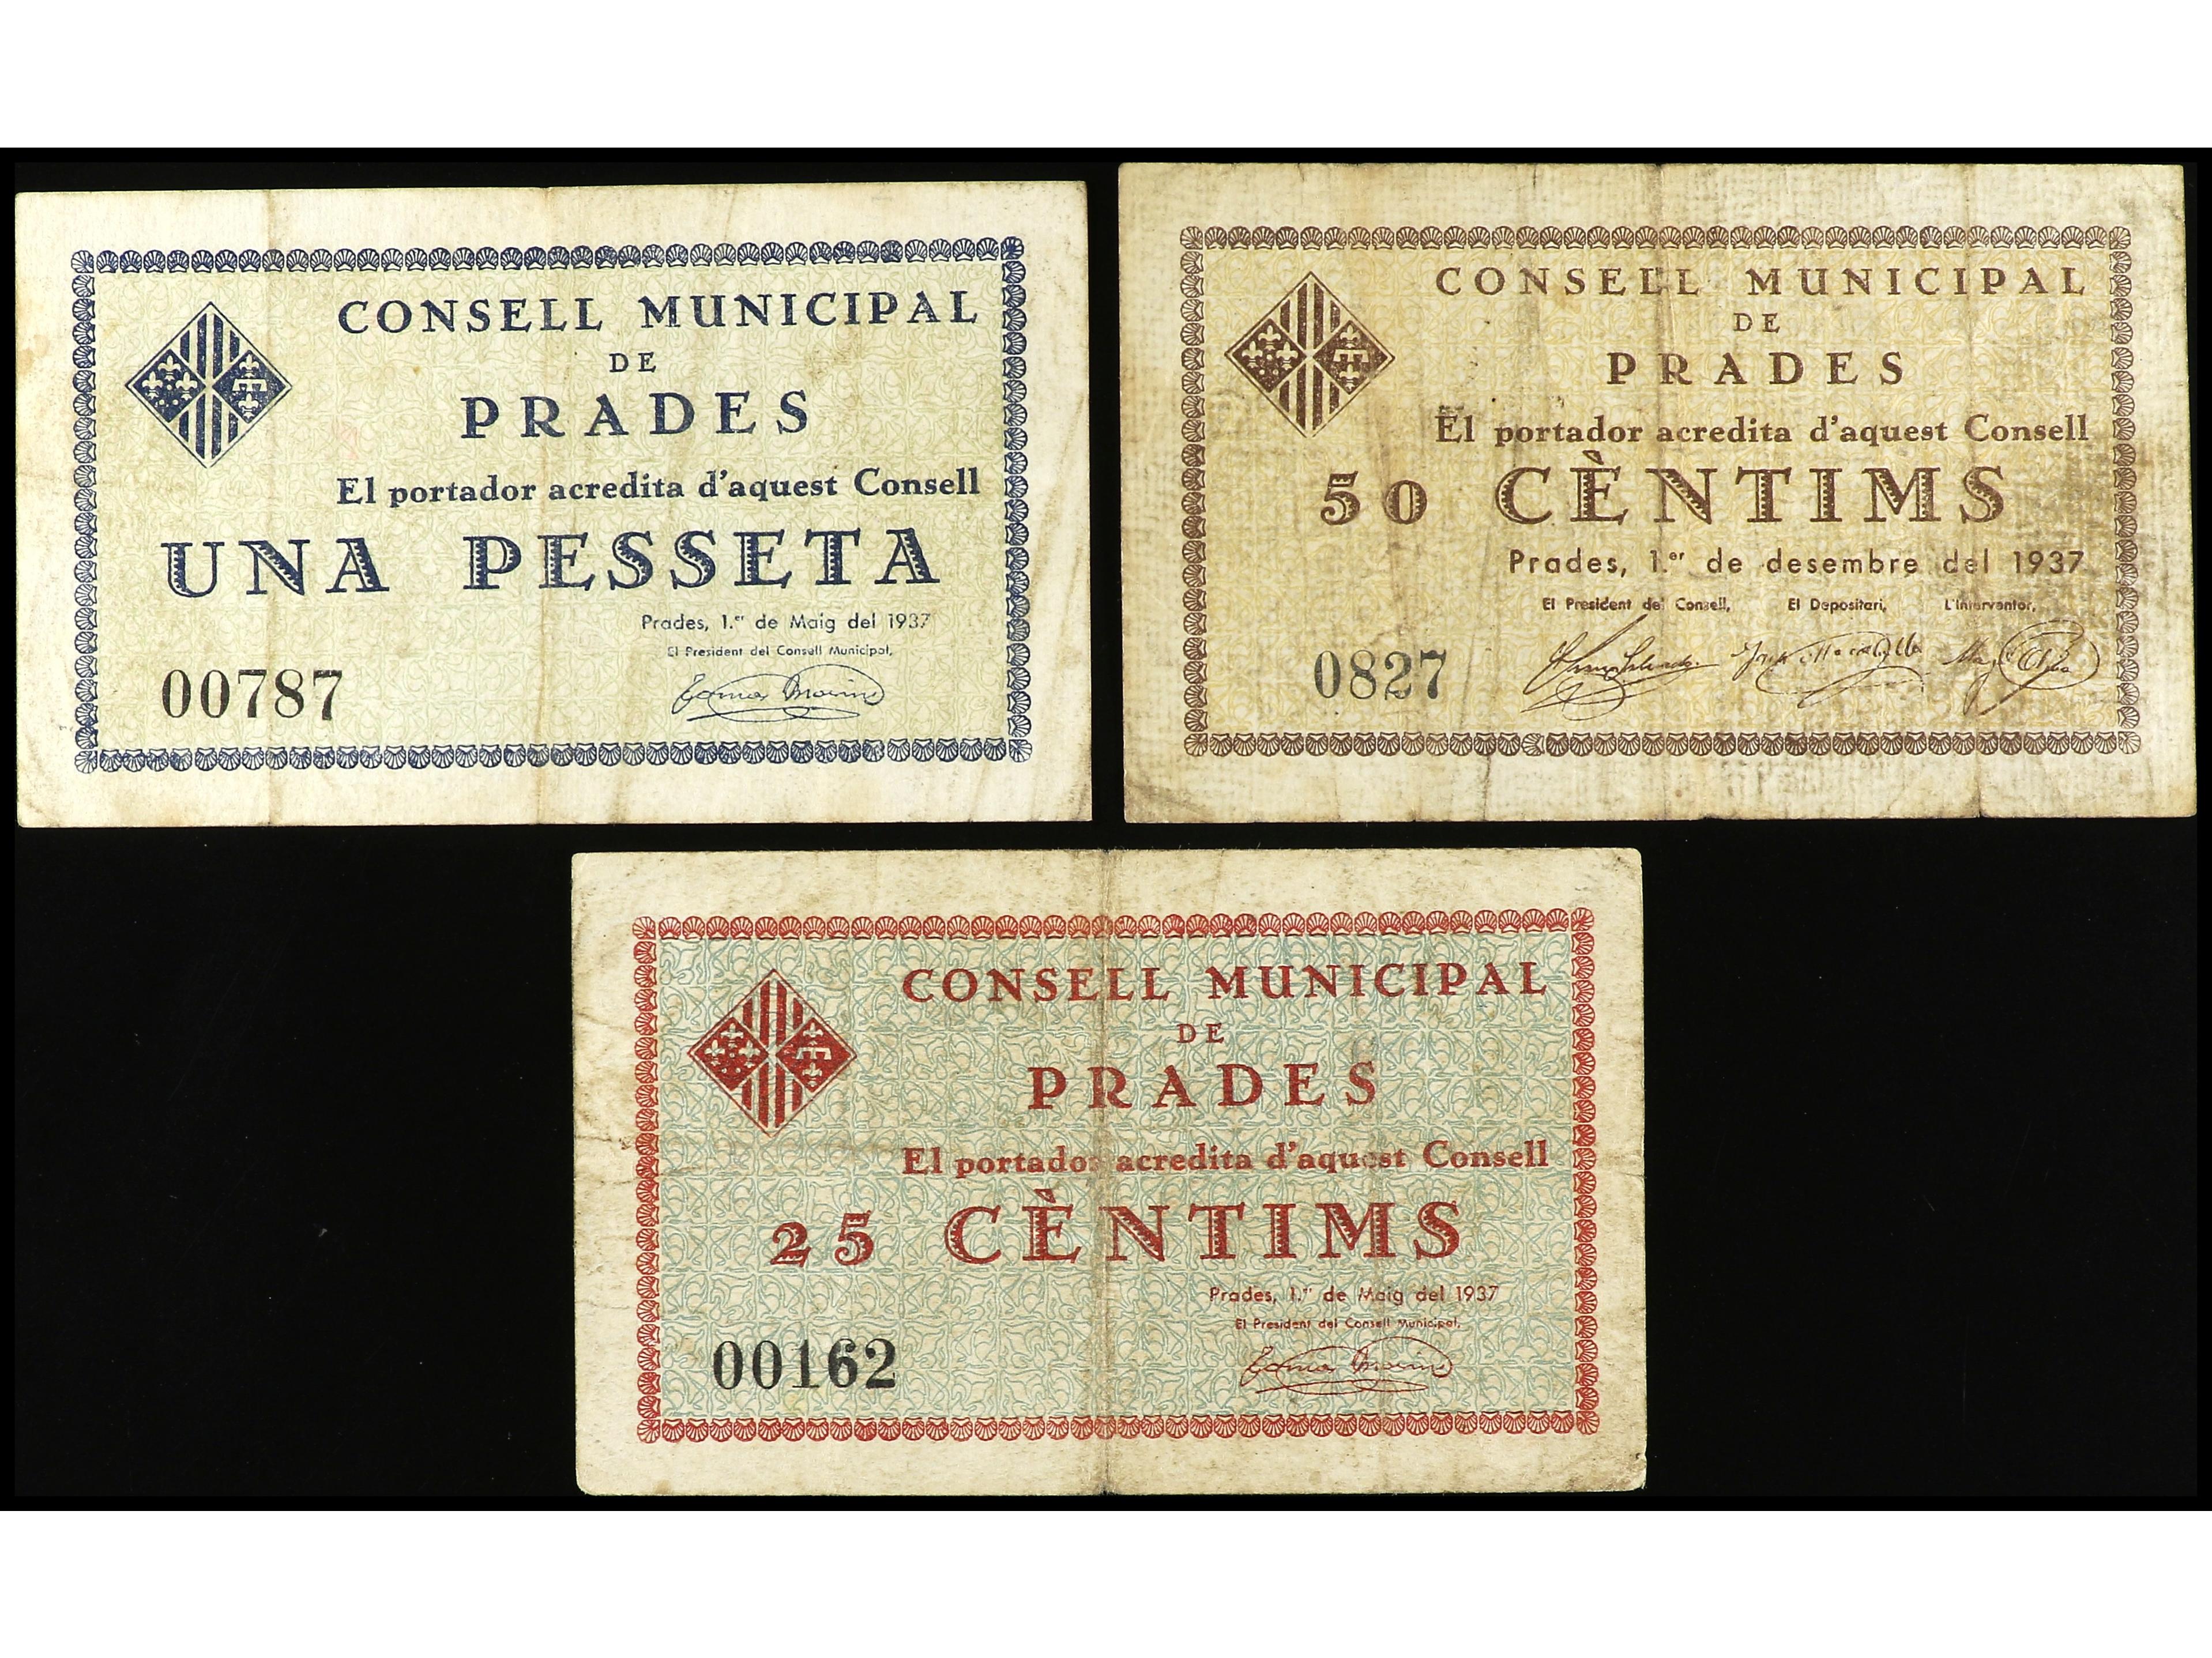 CONSELL MUNICIPAL
DE
PRADES
El portador acredita d'aquest Consell
UNA PESSETA
Prades, 1.er de Maig del 1937
El President del Consell Municipal,
00787
CONSELL MUNICIPAL
DE
PRADES
El portador acredita d'aquest Consell
50 CÈNTIMS
Prades, 1.er de desembre del 1937
El President del Consell, El Depositari, L'Interventor,
0827
CONSELL MUNICIPAL
DE
PRADES
El portador acredita d'aquest Consell
25 CÈNTIMS
Prades, 1.er de Maig del 1937
El President del Consell Municipal,
00162